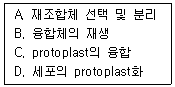 A. 재조합체 선택 및 분리
B. 융합체의 재생
C. protoplast의 융합
D. 세포의 protoplast화